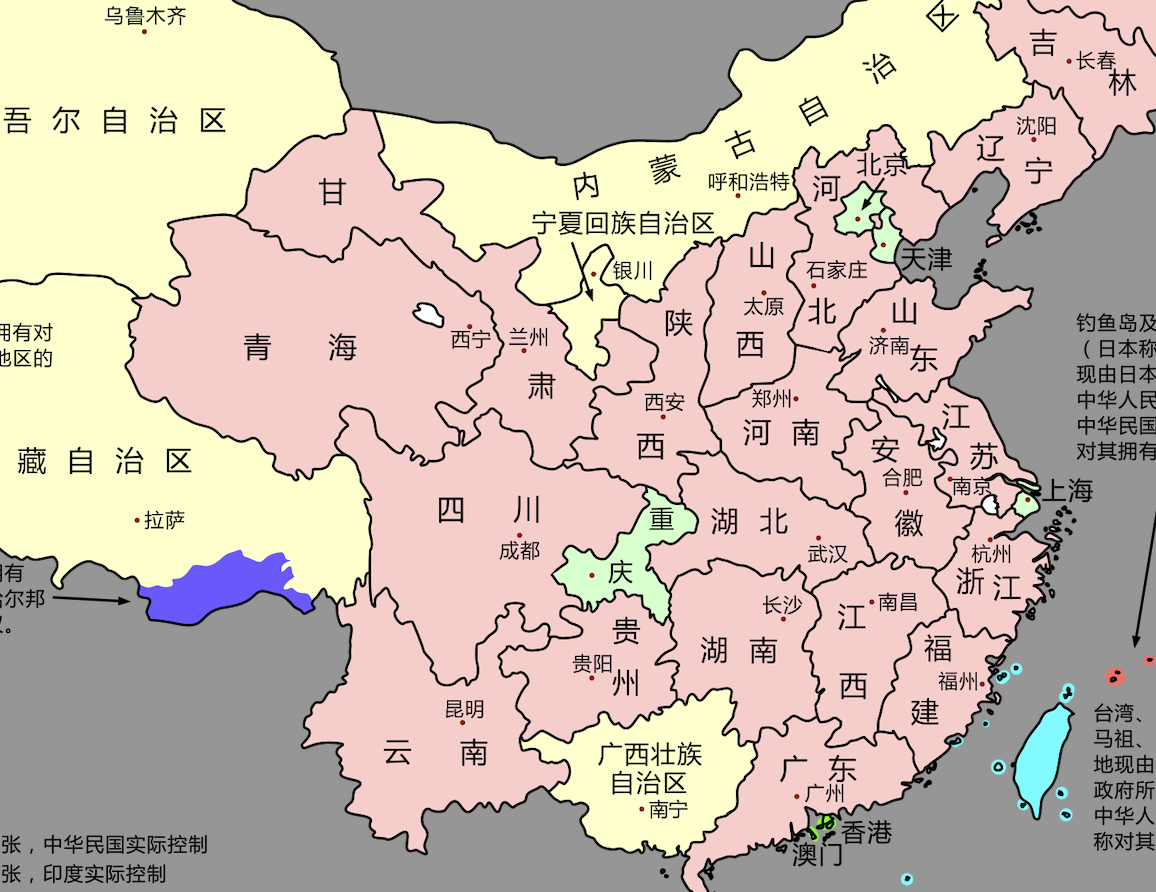 乌鲁木齐
吾尔自治区
藏自治区
拉萨
拥有对
地区的
拥有
哈尔邦
张，中华民国实际控制
张，印度实际控制
内蒙古自治区
呼和浩特
宁夏回族自治区
银川
甘肃
兰州
青海
西宁
陕西
西安
山西
太原
河北
石家庄
北京
天津
辽宁
沈阳
吉林
长春
山东
济南
河南
郑州
江苏
南京
安徽
合肥
上海
浙江
杭州
湖北
武汉
重庆
四川
成都
贵州
贵阳
云南
昆明
湖南
长沙
江西
南昌
福建
福州
广东
广州
广西壮族
自治区
南宁
香港
澳门
钓鱼岛及
（日本称
现由日本
中华人民
中华民国
对其拥有
台湾、
马祖、
地现由
政府所
中华人
称对其